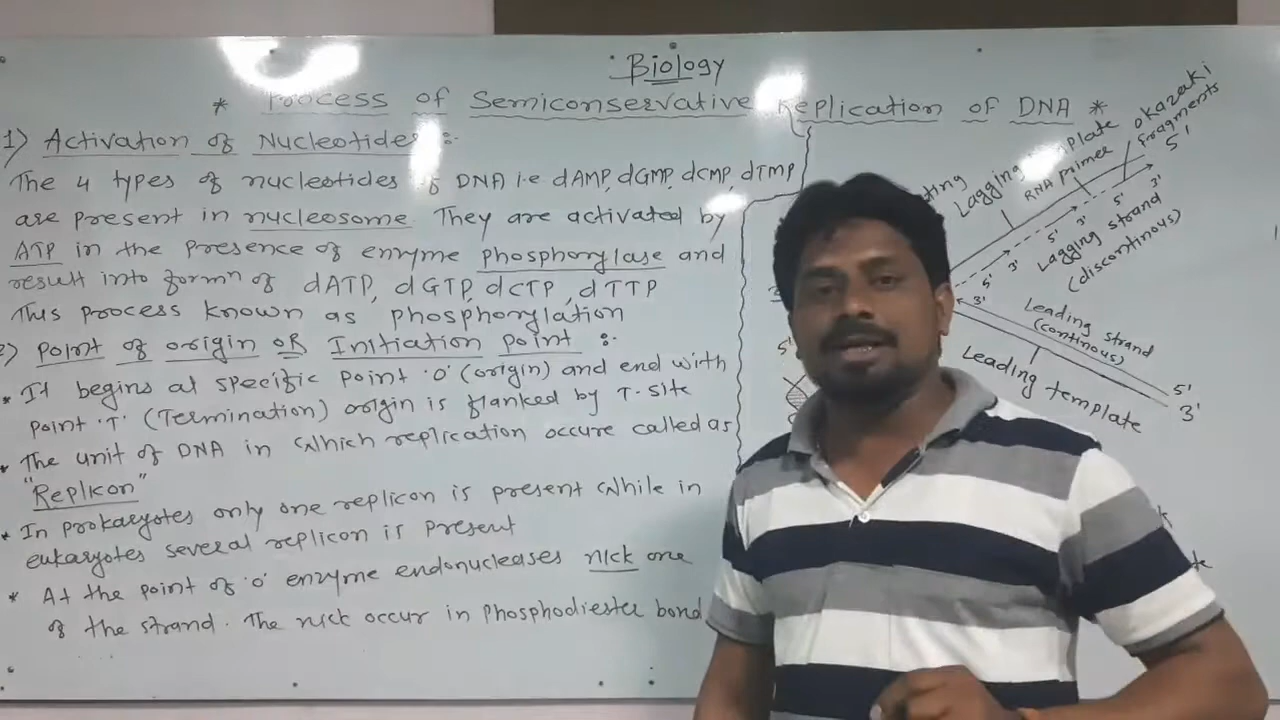 Biology
* Process of Semiconservative Replication of DNA *
1) Activation of Nucleotides :-
The 4 types of nucleotides of DNA i.e dAMP, dGMP, dCMP, dTMP
are present in nucleosome. They are activated by
ATP in the presence of enzyme phosphorylase and
result into formn of dATP, dGTP, dCTP, dTTP
This process known as phosphorylation
2) Point of origin OR Initiation point :-
* It begins at specific point 'O' (origin) and end with
point 'T' (Termination) origin is flanked by T-site
* The unit of DNA in which replication occure called as
"Replicon"
* In prokaryotes only one replicon is present while in
eukaryotes several replicon is present
* At the point of 'O' enzyme endonucleases nick one
of the strand. The nick occur in phosphodiester bond
Lagging template
RNA primer
okazaki
fragments
5'
3'
5'
3'
5'
3'
5'
Lagging strand
(discontinous)
3'
Leading strand
(continous)
5'
3'
Leading template
5'